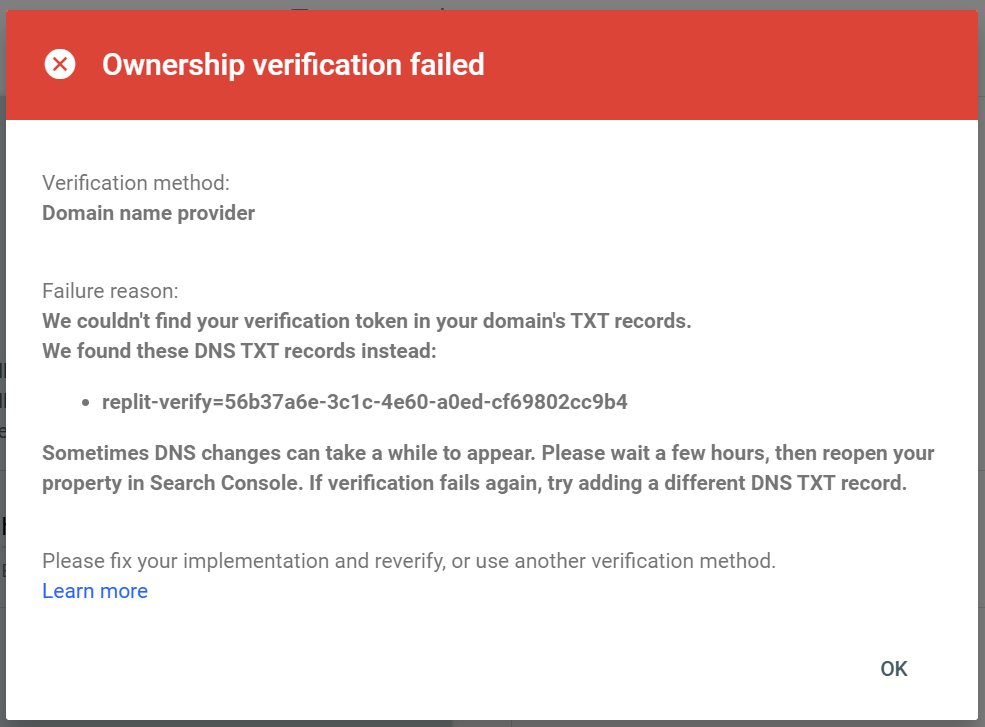 Ownership verification failed
Verification method:
Domain name provider
Failure reason:
We couldn't find your verification token in your domain's TXT records.
We found these DNS TXT records instead:
• replit-verify=56b37a6e-3c1c-4e60-a0ed-cf69802cc9b4
Sometimes DNS changes can take a while to appear. Please wait a few hours, then reopen your
property in Search Console. If verification fails again, try adding a different DNS TXT record.
Please fix your implementation and reverify, or use another verification method.
Learn more
OK